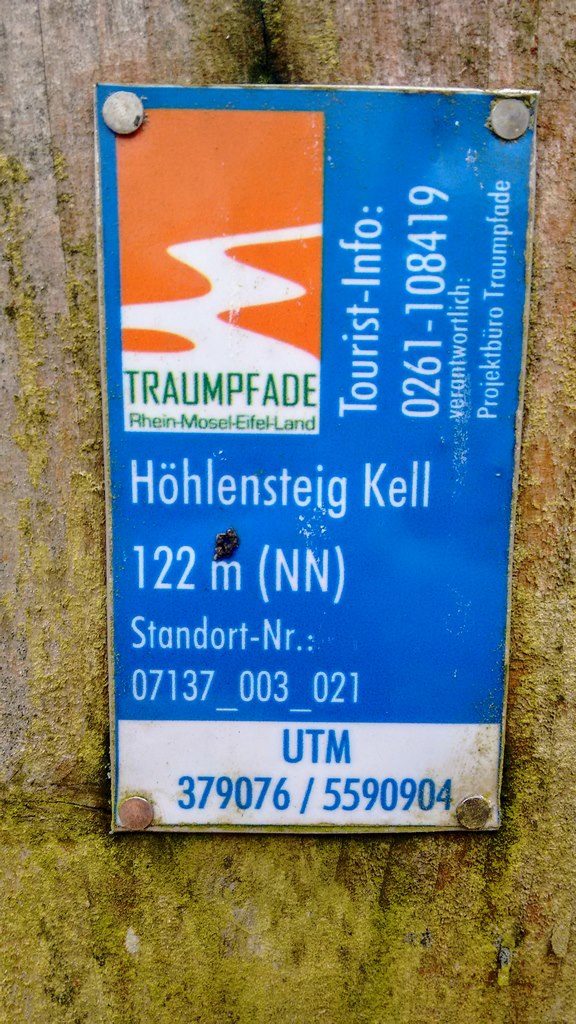 TRAUMPFADE
Rhein-Mosel-Eifel-Land
Tourist-Info:
0261-108419
verantwortlich:
Projektbüro Traumpfade
Höhlensteig Kell
122 m (NN)
Standort-Nr.:
07137_003_021
UTM
379076 / 5590904